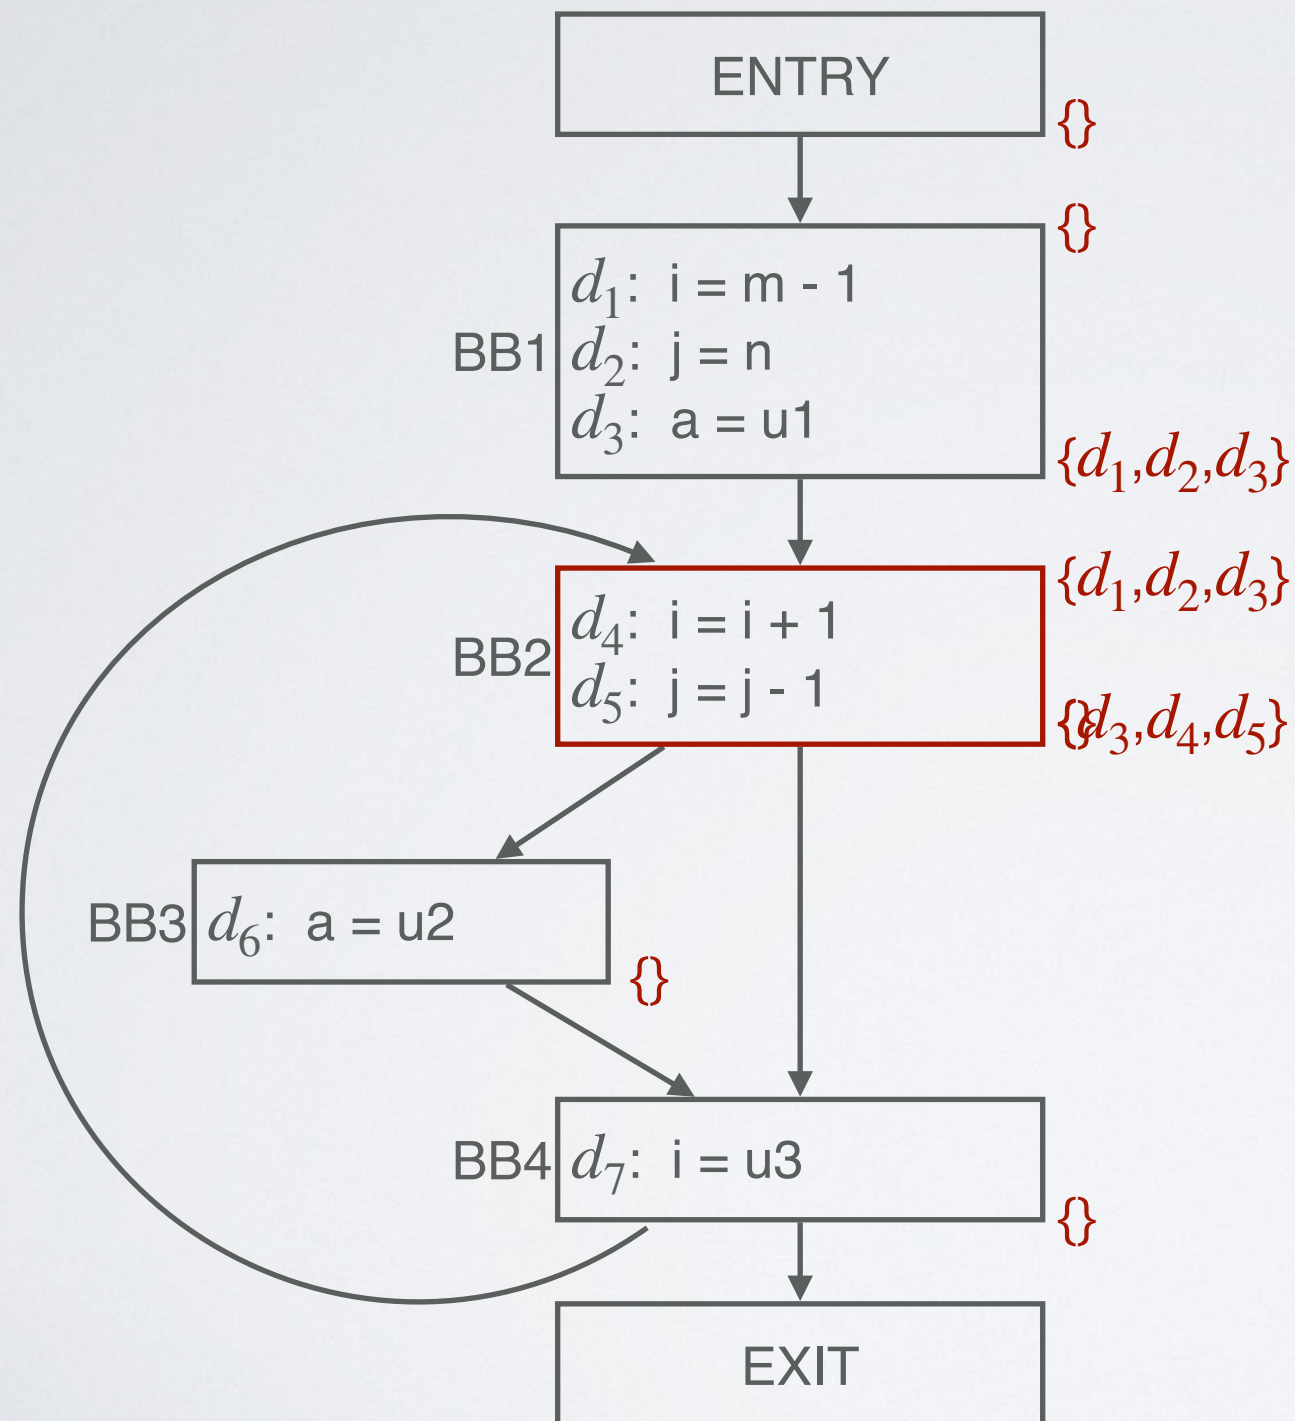 ENTRY
{}
{}
d₁: i = m - 1
BB1 d₂: j = n
d₃: a = u1
{d₁,d₂,d₃}
{d₁,d₂,d₃}
d₄: i = i + 1
BB2
d₅: j = j - 1
{}
{d₃,d₄,d₅}
BB3 d₆: a = u2
{}
BB4 d₇: i = u3
{}
EXIT